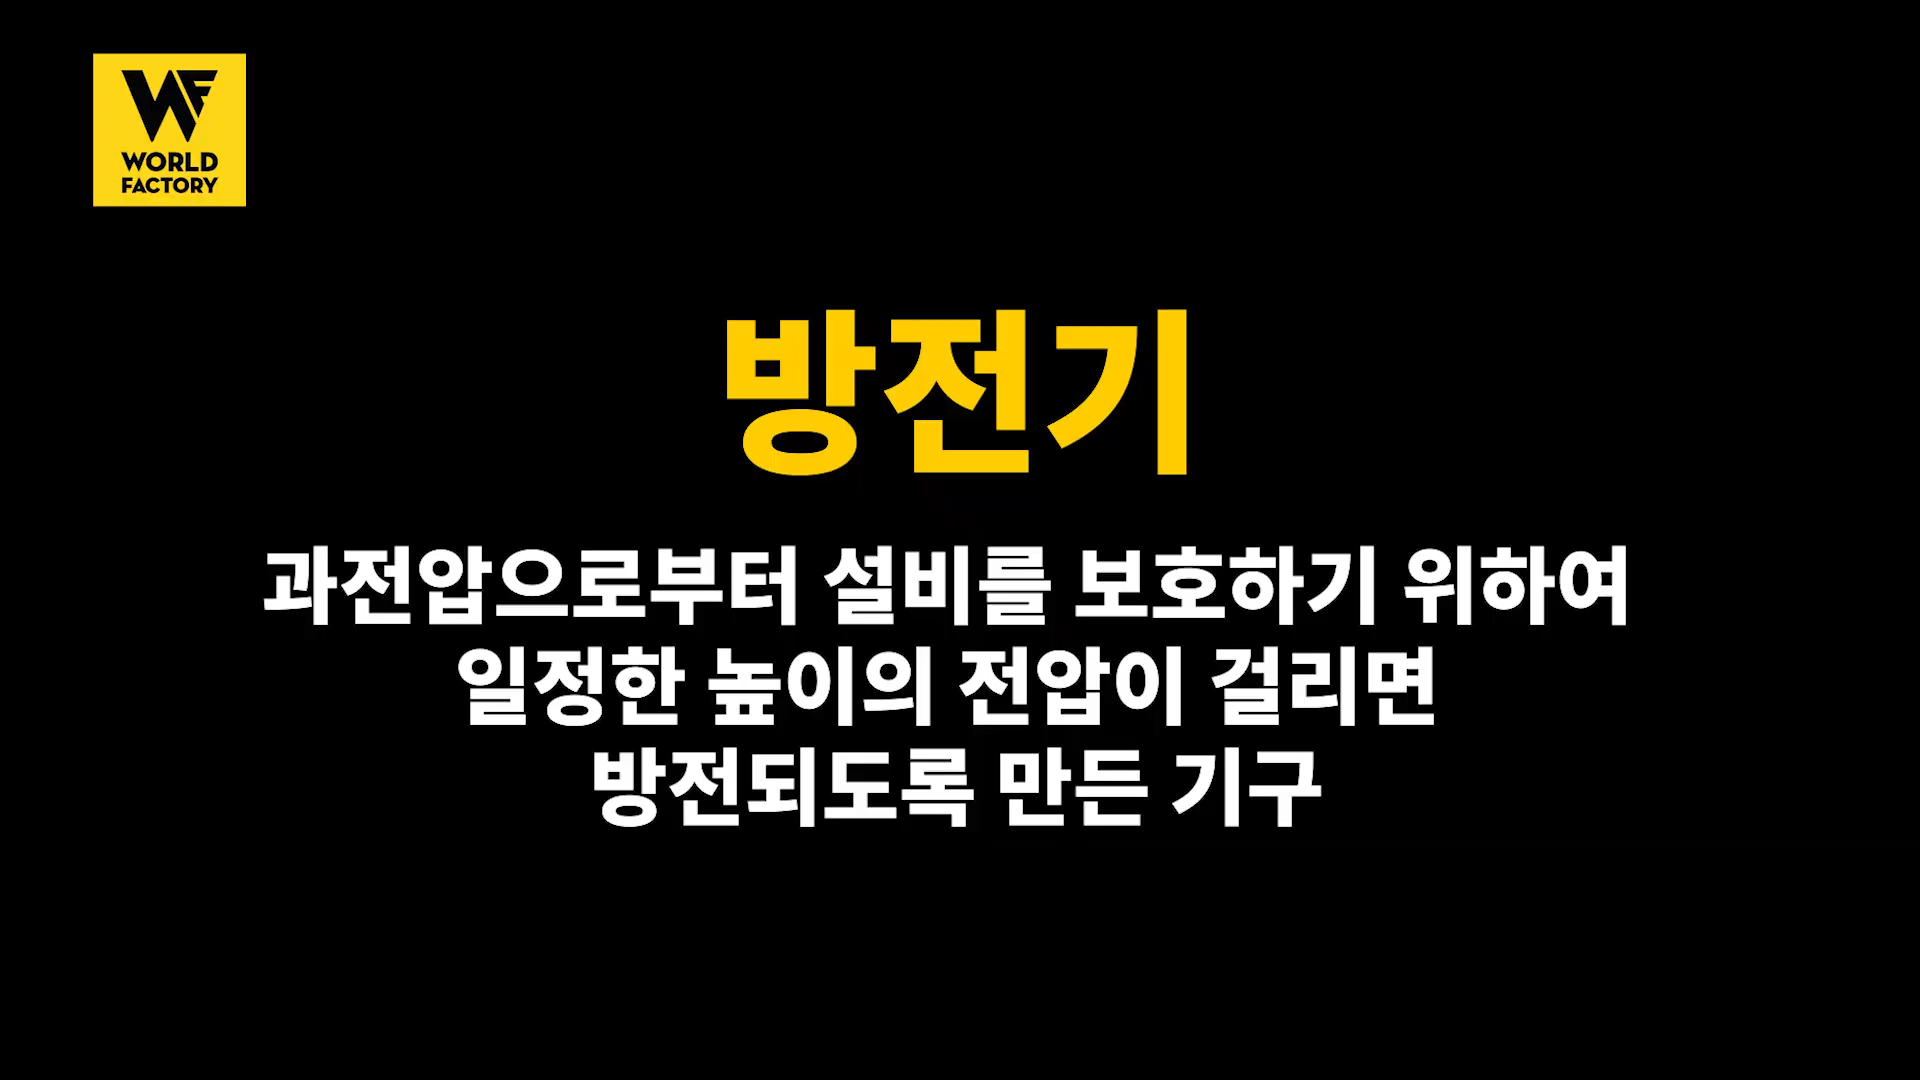 WF
WORLD
FACTORY
방전기
과전압으로부터 설비를 보호하기 위하여
일정한 높이의 전압이 걸리면
방전되도록 만든 기구